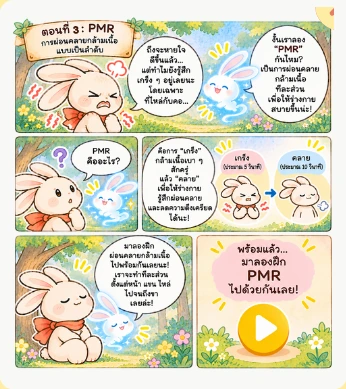 ตอนที่ 3 : PMR
การผ่อนคลายกล้ามเนื้อ
แบบเป็นลำดับ
ถึงจะหายใจ
ดีขึ้นแล้ว...
แต่ทำไมยังรู้สึก
เกร็ง ๆ อยู่เลยนะ
โดยเฉพาะ
ที่ไหล่กับคอ...
งั้นเราลอง
"PMR"
กันไหม?
เป็นการผ่อนคลาย
กล้ามเนื้อ
ทีละส่วน
เพื่อให้ร่างกาย
สบายขึ้นน่ะ!
PMR
คืออะไร?
คือการ "เกร็ง"
กล้ามเนื้อเบา ๆ
สักครู่
แล้ว "คลาย"
เพื่อให้ร่างกาย
รู้สึกผ่อนคลาย
และลดความตึงเครียด
ได้นะ!
เกร็ง
(ประมาณ 5 วินาที)
คลาย
(ประมาณ 10 วินาที)
มาลองฝึก
ผ่อนคลายกล้ามเนื้อ
ไปพร้อมกันเลยนะ!
เราจะทำทีละส่วน
ตั้งแต่หน้า แขน ไหล่
ไปจนถึงขา
เลยล่ะ!
พร้อมแล้ว...
มาลองฝึก
PMR
ไปด้วยกันเลย!